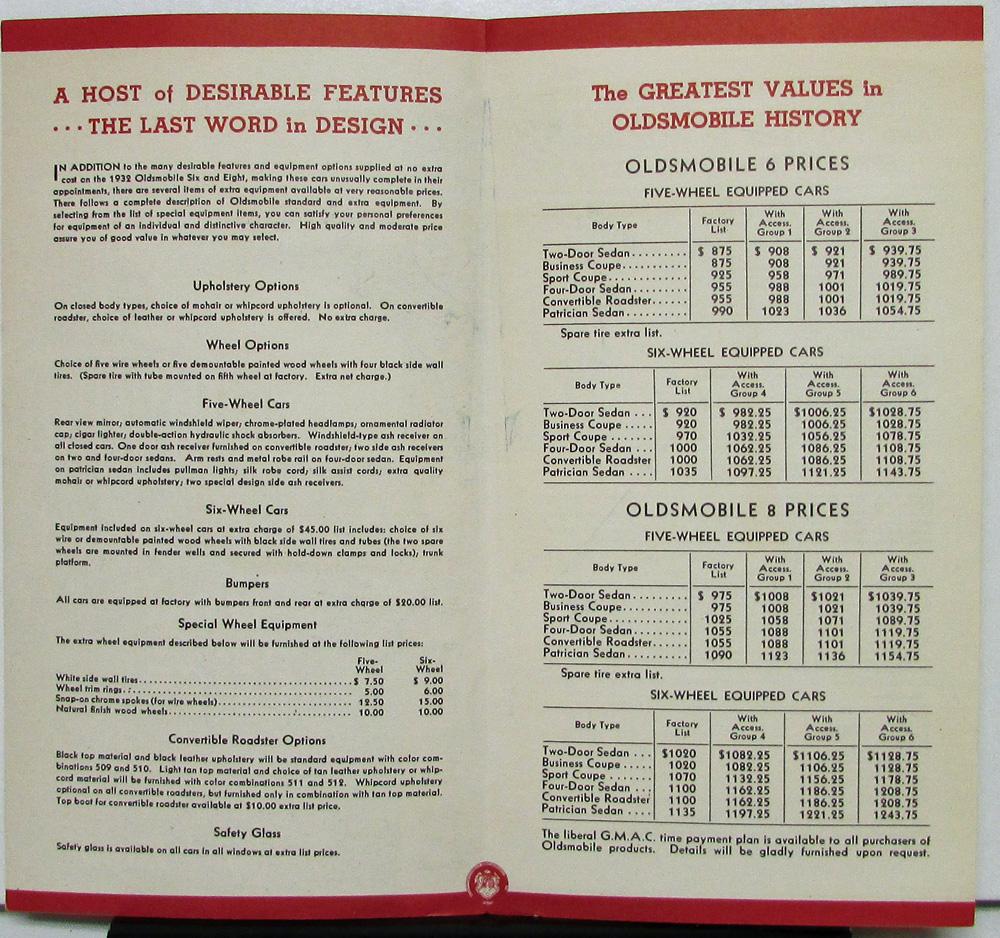 A HOST of DESIRABLE FEATURES
...THE LAST WORD in DESIGN...
IN ADDITION to the many desirable features and equipment options supplied at no extra
cost on the 1932 Oldsmobile Six and Eight, making these cars unusually complete in their
appointments, there are several items of extra equipment available at very reasonable prices.
There follows a complete description of Oldsmobile standard and extra equipment. By
selecting from the list of special equipment items, you can satisfy your personal preferences
for equipment of an individual and distinctive character. High quality and moderate price
assure you of good value in whatever you may select.
Upholstery Options
On closed body types, choice of mohair or whipcord upholstery is optional. On convertible
roadster, choice of leather or whipcord upholstery is offered. No extra charge.
Wheel Options
Choice of five wire wheels or five demountable painted wood wheels with four black side wall
tires. (Spare tire with tube mounted on fifth wheel at factory. Extra net charge.)
Five-Wheel Cars
Rear view mirror; automatic windshield wiper; chrome-plated headlamps; ornamental radiator
cap; cigar lighter; double-action hydraulic shock absorbers. Windshield-type ash receiver on
all closed cars. One door ash receiver furnished on convertible roadster; two side ash receivers
on two and four-door sedans. Arm rests and metal robe rail on four-door sedan. Equipment
on patrician sedan includes pullman lights; silk robe cord; silk assist cords; extra quality
mohair or whipcord upholstery; two special design side ash receivers.
Six-Wheel Cars
Equipment included on six-wheel cars at extra charge of $45.00 list includes: choice of six
wire or demountable painted wood wheels with black side wall tires and tubes (the two spare
wheels are mounted in fender wells and secured with hold-down clamps and locks); trunk
platform.
Bumpers
All cars are equipped at factory with bumpers front and rear at extra charge of $20.00 list.
Special Wheel Equipment
The extra wheel equipment described below will be furnished at the following list prices:
Five-Wheel Six-Wheel
White side wall tires $ 7.50 $ 9.00
Wheel trim rings 5.00 6.00
Snap-on chrome spokes (for wire wheels) 12.50 15.00
Natural finish wood wheels 10.00 10.00
Convertible Roadster Options
Black top material and black leather upholstery will be standard equipment with color com-
binations 509 and 510. Light tan top material and choice of tan leather upholstery or whip-
cord material will be furnished with color combinations 511 and 512. Whipcord upholstery
optional on all convertible roadsters, but furnished only in combination with tan top material.
Top boot for convertible roadster available at $10.00 extra list price.
Safety Glass
Safety glass is available on all cars in all windows at extra list prices.
The GREATEST VALUES in
OLDSMOBILE HISTORY
OLDSMOBILE 6 PRICES
FIVE-WHEEL EQUIPPED CARS
Body Type Factory List With Access. Group 1 With Access. Group 2 With Access. Group 3
Two-Door Sedan $ 875 $ 908 $ 921 $ 939.75
Business Coupe 875 908 921 939.75
Sport Coupe 925 958 971 989.75
Four-Door Sedan 955 988 1001 1019.75
Convertible Roadster 955 988 1001 1019.75
Patrician Sedan 990 1023 1036 1054.75
Spare tire extra list.
SIX-WHEEL EQUIPPED CARS
Body Type Factory List With Access. Group 4 With Access. Group 5 With Access. Group 6
Two-Door Sedan ... $ 920 $ 982.25 $1006.25 $1028.75
Business Coupe 920 982.25 1006.25 1028.75
Sport Coupe 970 1032.25 1056.25 1078.75
Four-Door Sedan 1000 1062.25 1086.25 1108.75
Convertible Roadster 1000 1062.25 1086.25 1108.75
Patrician Sedan 1035 1097.25 1121.25 1143.75
OLDSMOBILE 8 PRICES
FIVE-WHEEL EQUIPPED CARS
Body Type Factory List With Access. Group 1 With Access. Group 2 With Access. Group 3
Two-Door Sedan $ 975 $1008 $1021 $1039.75
Business Coupe 975 1008 1021 1039.75
Sport Coupe 1025 1058 1071 1089.75
Four-Door Sedan 1055 1088 1101 1119.75
Convertible Roadster 1055 1088 1101 1119.75
Patrician Sedan 1090 1123 1136 1154.75
Spare tire extra list.
SIX-WHEEL EQUIPPED CARS
Body Type Factory List With Access. Group 4 With Access. Group 5 With Access. Group 6
Two-Door Sedan ... $1020 $1082.25 $1106.25 $1128.75
Business Coupe 1020 1082.25 1106.25 1128.75
Sport Coupe 1070 1132.25 1156.25 1178.75
Four-Door Sedan 1100 1162.25 1186.25 1208.75
Convertible Roadster 1100 1162.25 1186.25 1208.75
Patrician Sedan 1135 1197.25 1221.25 1243.75
The liberal G.M.A.C. time payment plan is available to all purchasers of
Oldsmobile products. Details will be gladly furnished upon request.